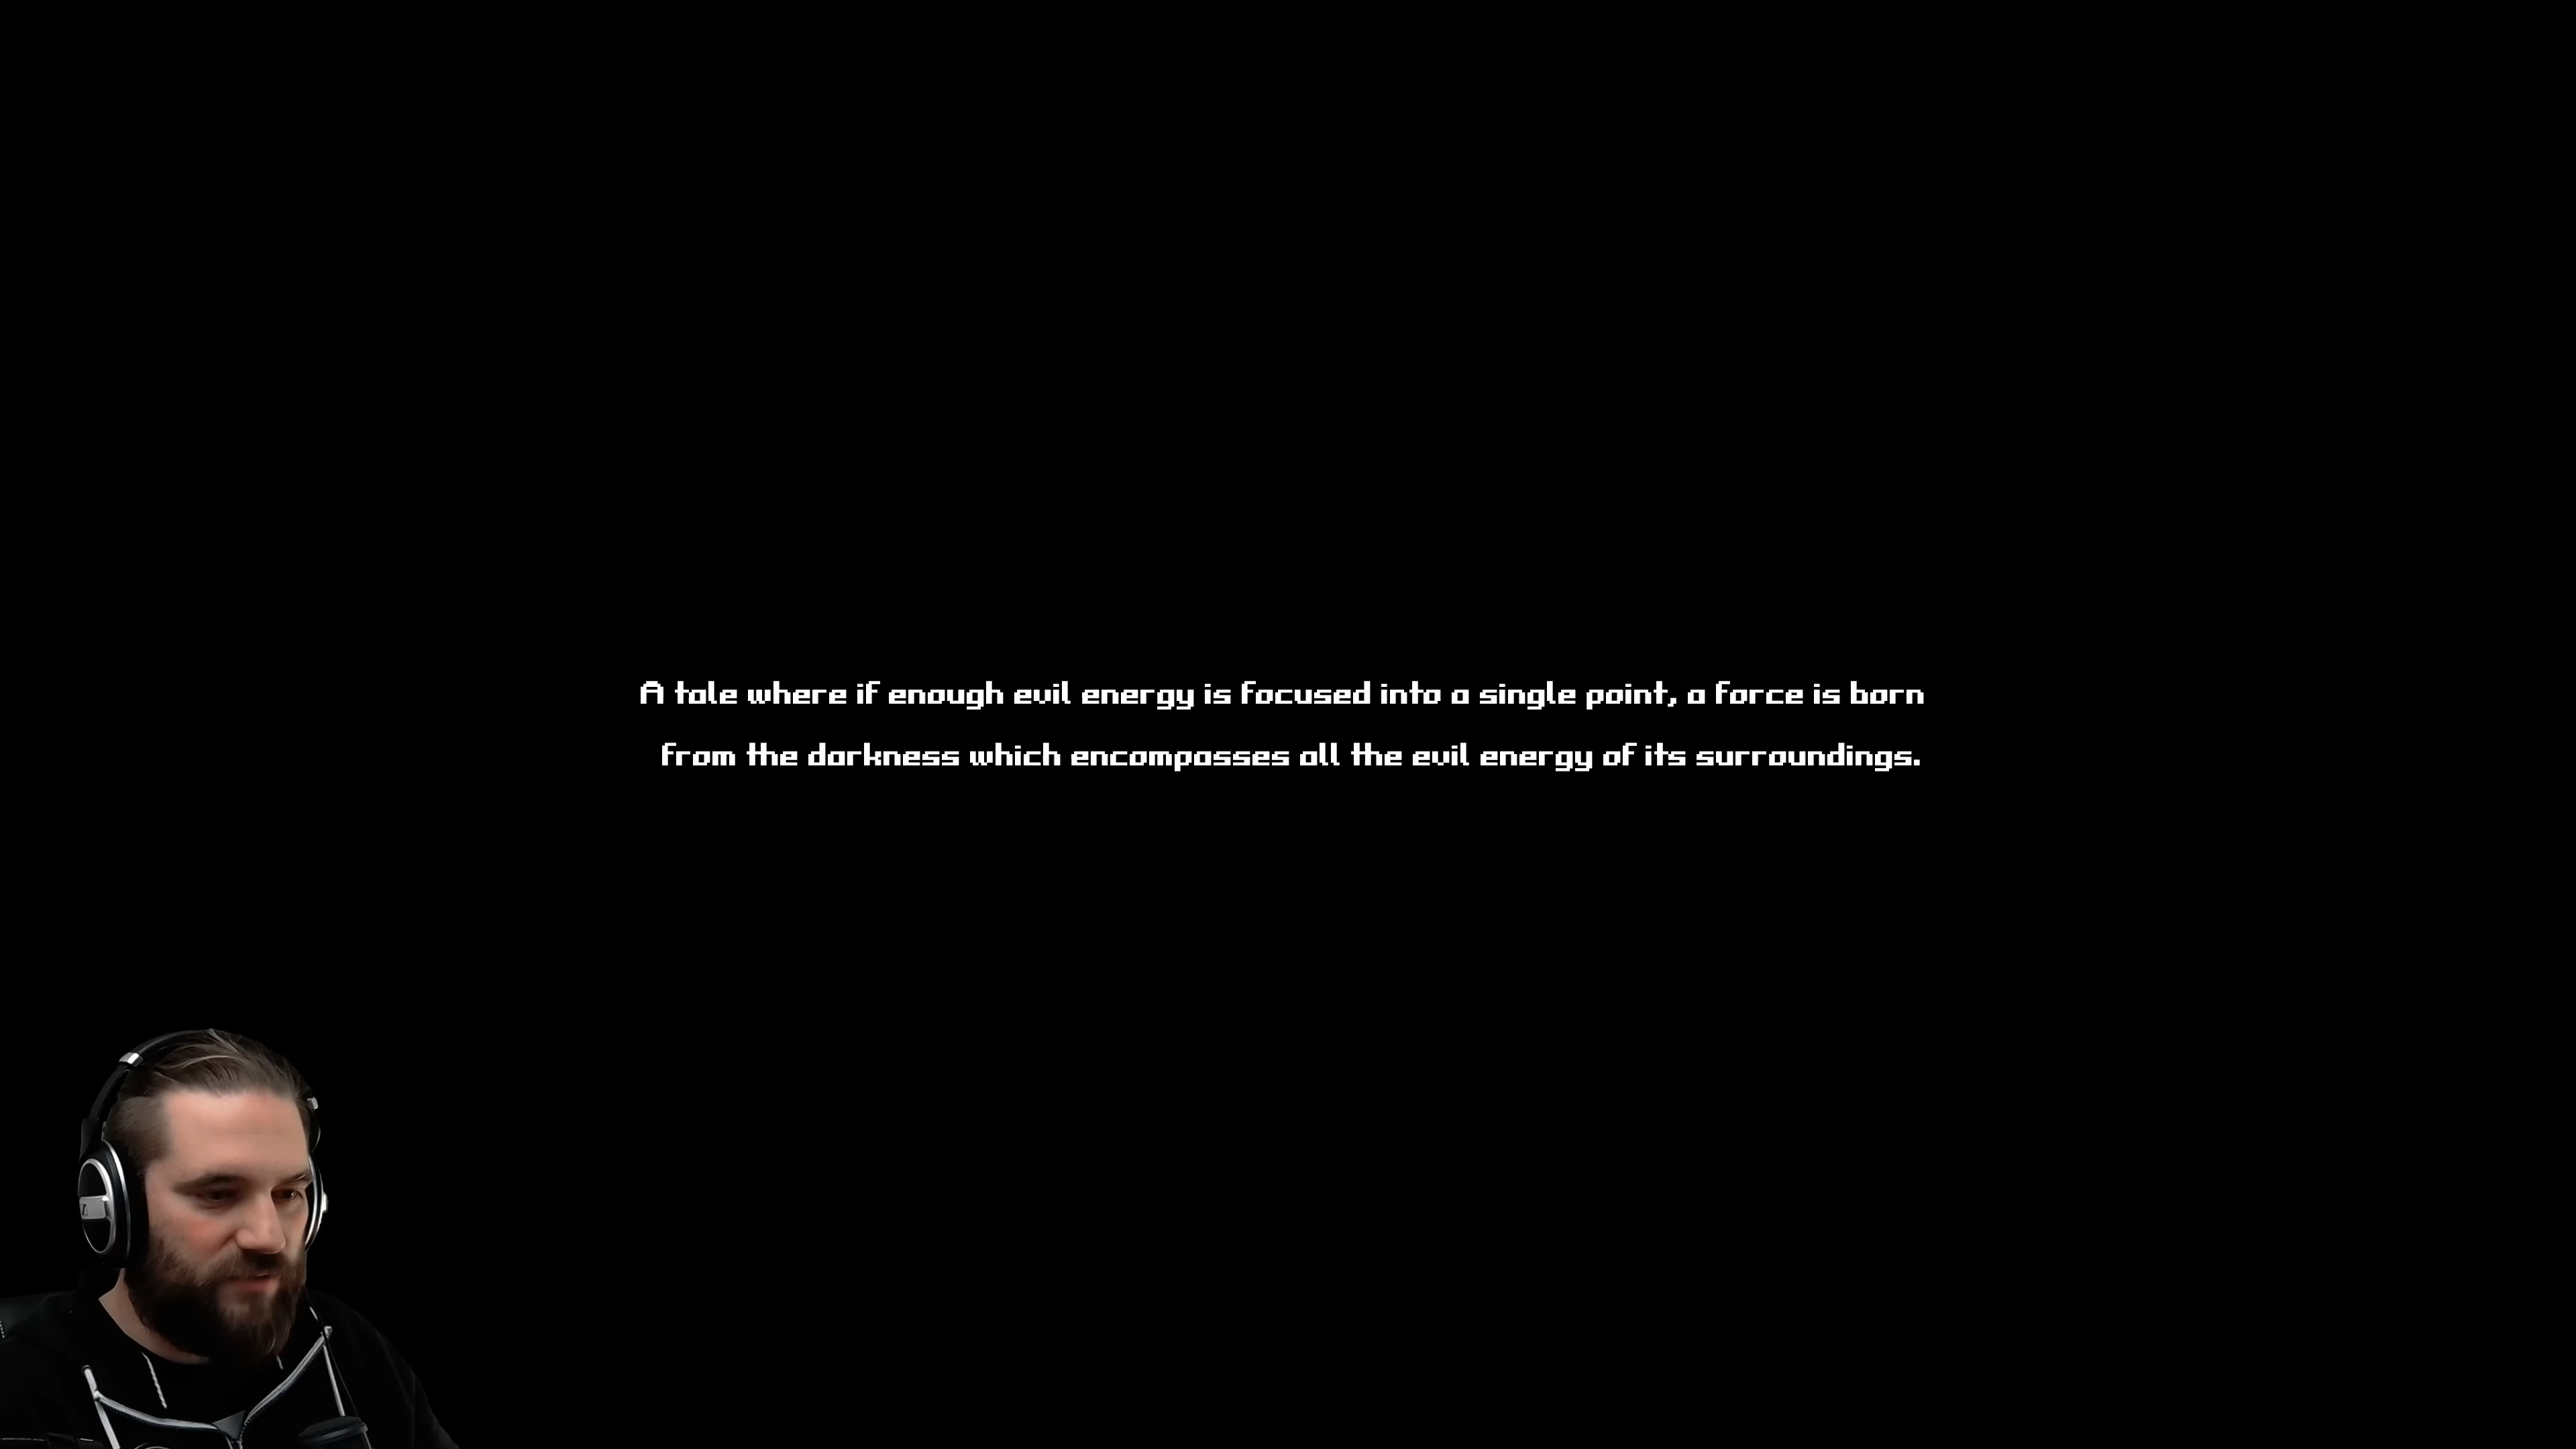 A tale where if enough evil energy is focused into a single point, a force is born
from the darkness which encompasses all the evil energy of its surroundings.